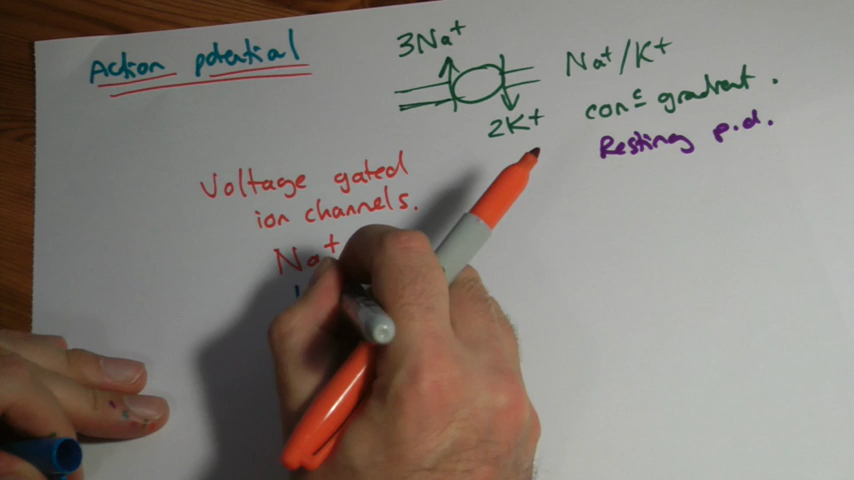 Action potential
3Na⁺
2K+
Na⁺/K+
conᶜ gradient.
Resting p.d.
Voltage gated
ion channels.
Na⁺